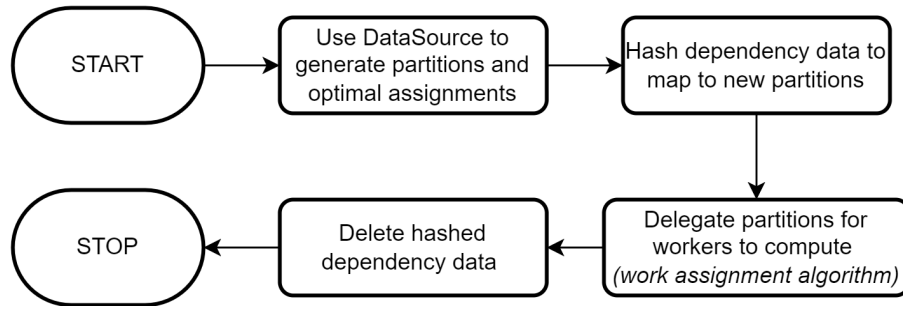 START
Use DataSource to
generate partitions and
optimal assignments
Hash dependency data to
map to new partitions
Delegate partitions for
workers to compute
(work assignment algorithm)
Delete hashed
dependency data
STOP